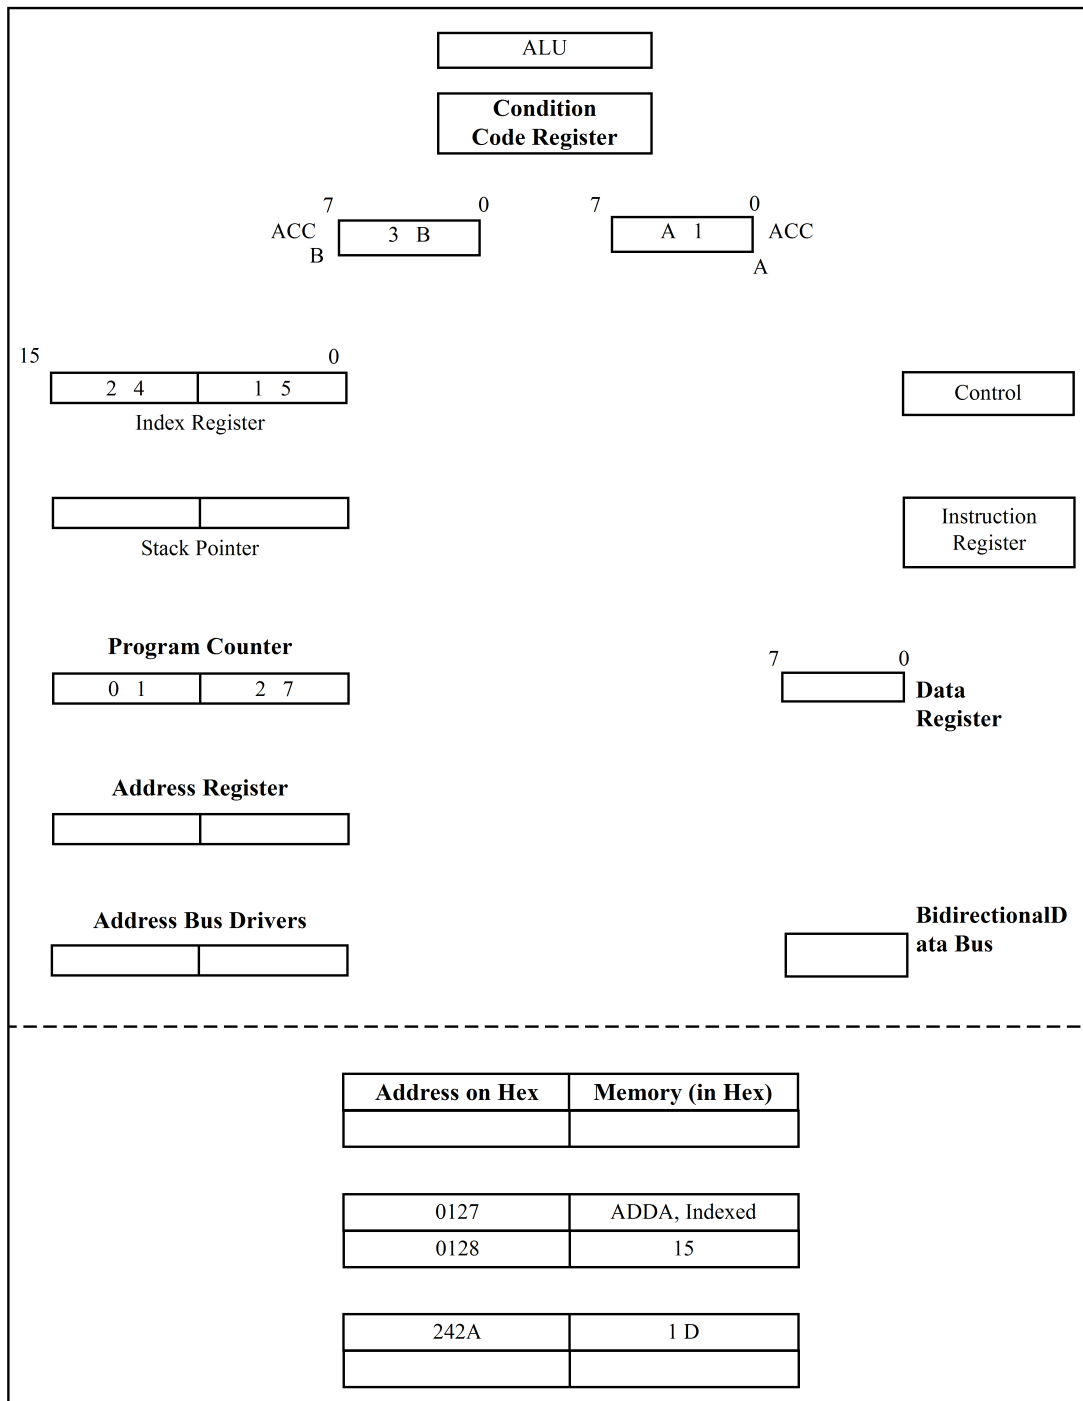 ALU
Condition
Code Register
7 0 7 0
ACC 3 B A 1 ACC
B A
15 0
2 4 1 5 Control
Index Register
Instruction
Register
Stack Pointer
Program Counter
7 0
0 1 2 7 Data
Register
Address Register
Address Bus Drivers BidirectionalD
ata Bus
Address on Hex Memory (in Hex)
0127 ADDA, Indexed
0128 15
242A 1 D